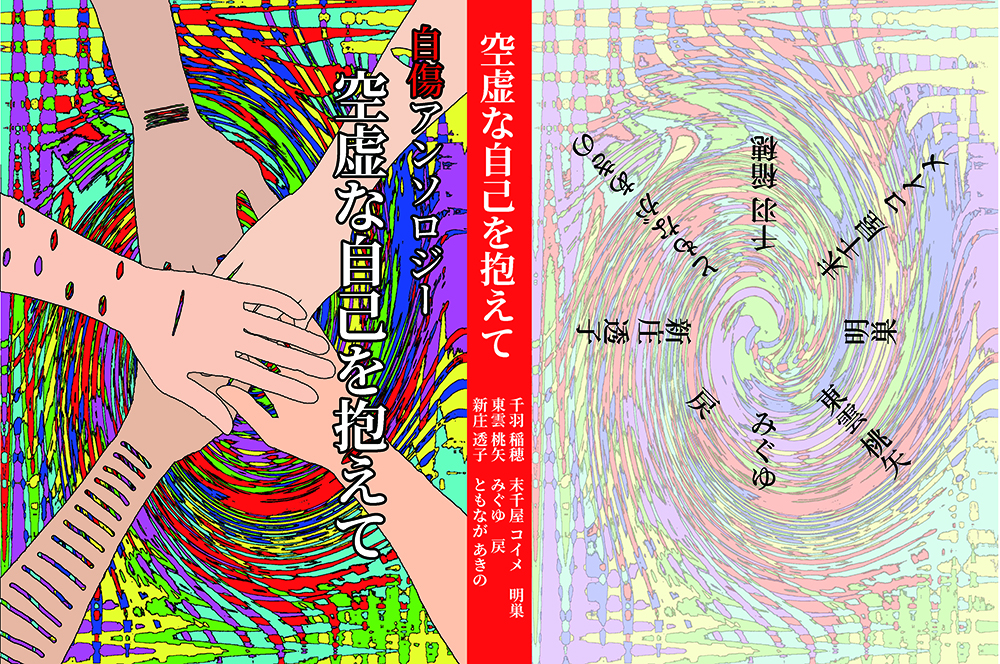 自傷アンソロジー
空虚な自己を抱えて
空虚な自己を抱えて
千羽 稲穂　末千屋 コイメ　明巣
東雲 桃矢　みぐゆ　戻
新庄 透子　ともなが あきの
千羽 稲穂
末千屋 コイメ
明巣
東雲 桃矢
みぐゆ
戻
新庄 透子
ともなが あきの